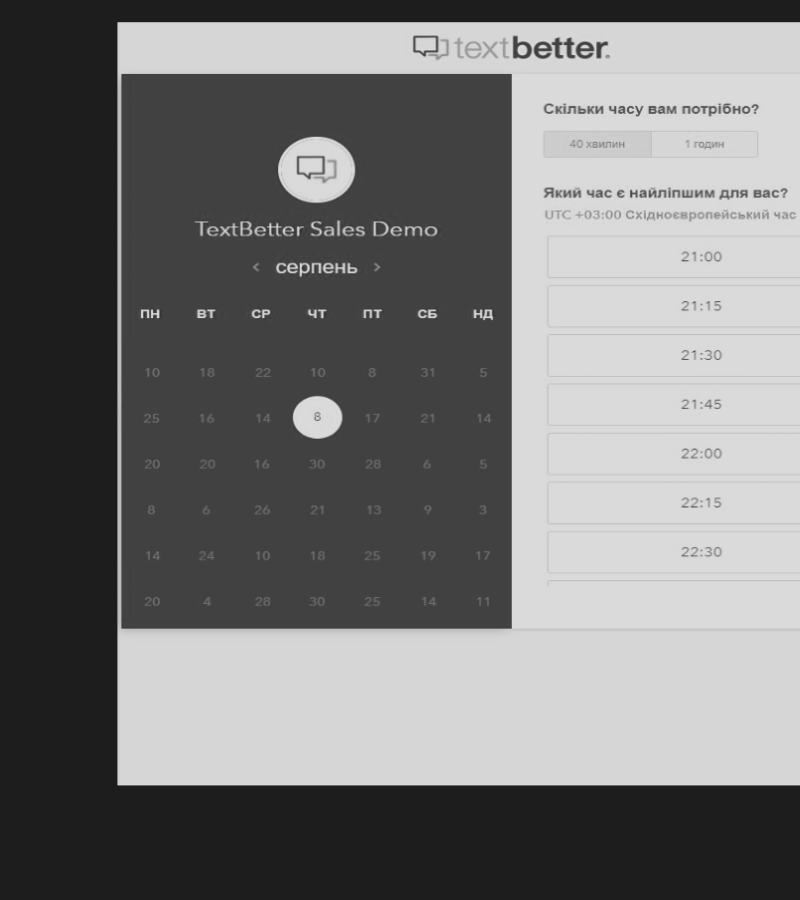 textbetter.
TextBetter Sales Demo
< серпень >
ПН ВТ СР ЧТ ПТ СБ НД
10 18 22 10 8 31 5
25 16 14 8 17 21 14
20 20 16 30 28 6 5
8 6 26 21 13 9 3
14 24 10 18 25 19 17
20 4 28 30 25 14 11
Скільки часу вам потрібно?
40 хвилин 1 годин
Який час є найліпшим для вас?
UTC +03:00 Східноєвропейський час
21:00
21:15
21:30
21:45
22:00
22:15
22:30